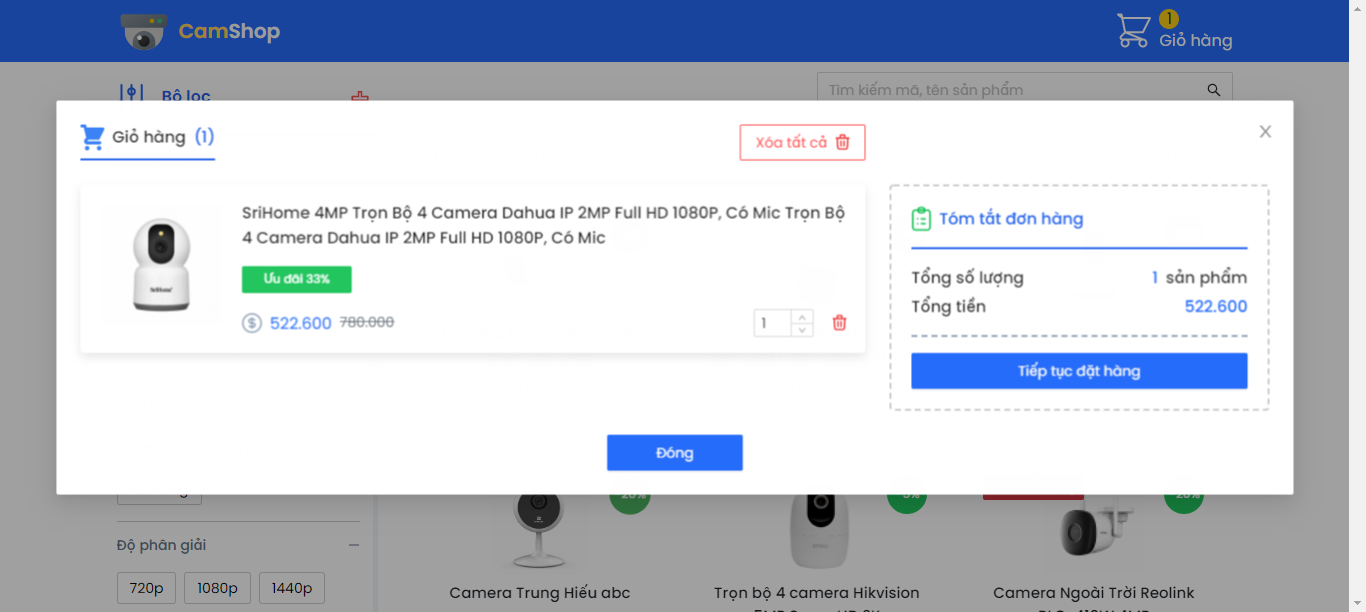 CamShop
1
Giỏ hàng
Bộ lọc
Tìm kiếm mã, tên sản phẩm
Giỏ hàng (1)
Xóa tất cả
SriHome 4MP Trọn Bộ 4 Camera Dahua IP 2MP Full HD 1080P, Có Mic Trọn Bộ
4 Camera Dahua IP 2MP Full HD 1080P, Có Mic
Ưu đãi 33%
522.600 780.000
1
Tóm tắt đơn hàng
Tổng số lượng 1 sản phẩm
Tổng tiền 522.600
Tiếp tục đặt hàng
Đóng
Độ phân giải
720p 1080p 1440p
Camera Trung Hiếu abc
Trọn bộ 4 camera Hikvision
Camera Ngoài Trời Reolink